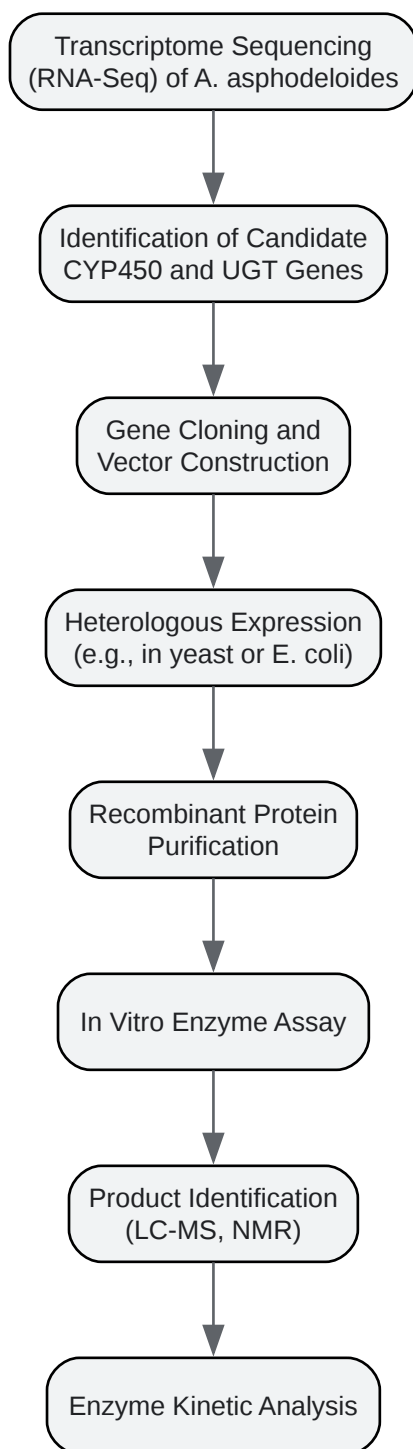 Transcriptome Sequencing
(RNA-Seq) of A. asphodeloides
Identification of Candidate
CYP450 and UGT Genes
Gene Cloning and
Vector Construction
Heterologous Expression
(e.g., in yeast or E. coli)
Recombinant Protein
Purification
In Vitro Enzyme Assay
Product Identification
(LC-MS, NMR)
Enzyme Kinetic Analysis